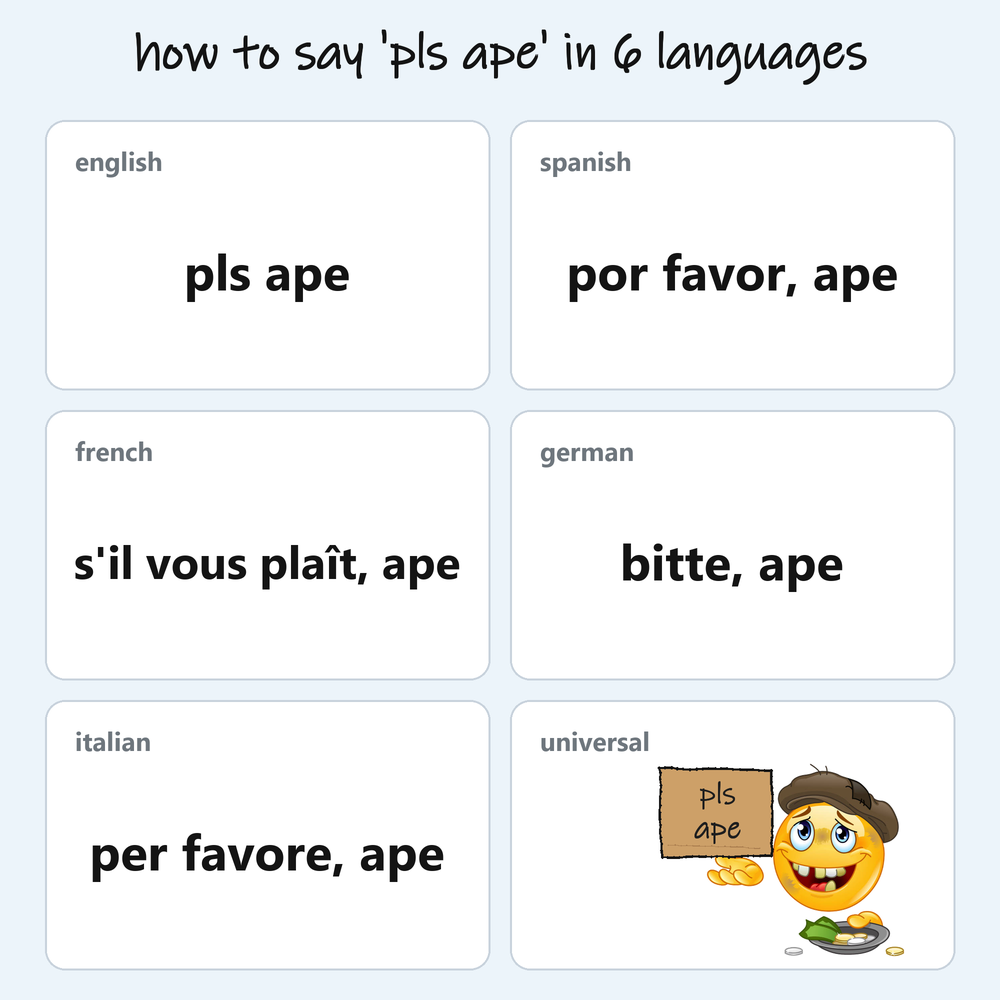 how to say 'pls ape' in 6 languages
english
pls ape
spanish
por favor, ape
french
s'il vous plaît, ape
german
bitte, ape
italian
per favore, ape
universal
pls
ape